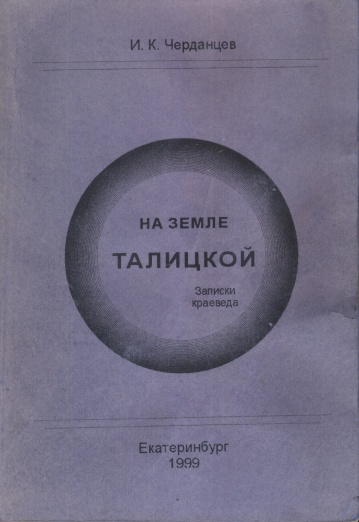 И. К. Черданцев
НА ЗЕМЛЕ
ТАЛИЦКОЙ
Записки
краеведа
Екатеринбург
1999